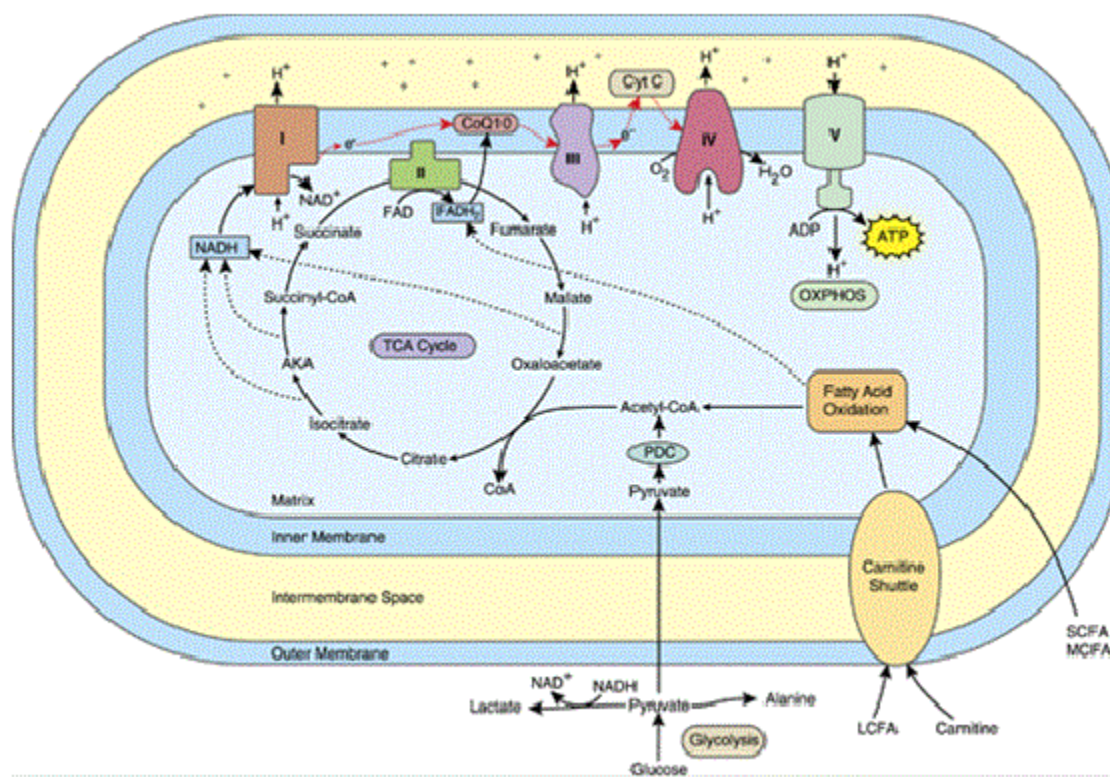 H+
H+
H+
H+
Cyt C
I
e-
CoQ10
III
e-
IV
V
II
O2
H2O
NAD+
H+
FAD
FADH2
H+
H+
ADP
ATP
NADH
Succinate
Fumarate
H+
OXPHOS
Succinyl-CoA
Malate
TCA Cycle
AKA
Oxaloacetate
Fatty Acid
Oxidation
Isocitrate
Acetyl-CoA
Citrate
PDC
CoA
Pyruvate
Matrix
Inner Membrane
Carnitine
Shuttle
Intermembrane Space
SCFA
MCFA
Outer Membrane
NAD+
NADH
Lactate
Pyruvate
Alanine
LCFA
Carnitine
Glycolysis
Glucose